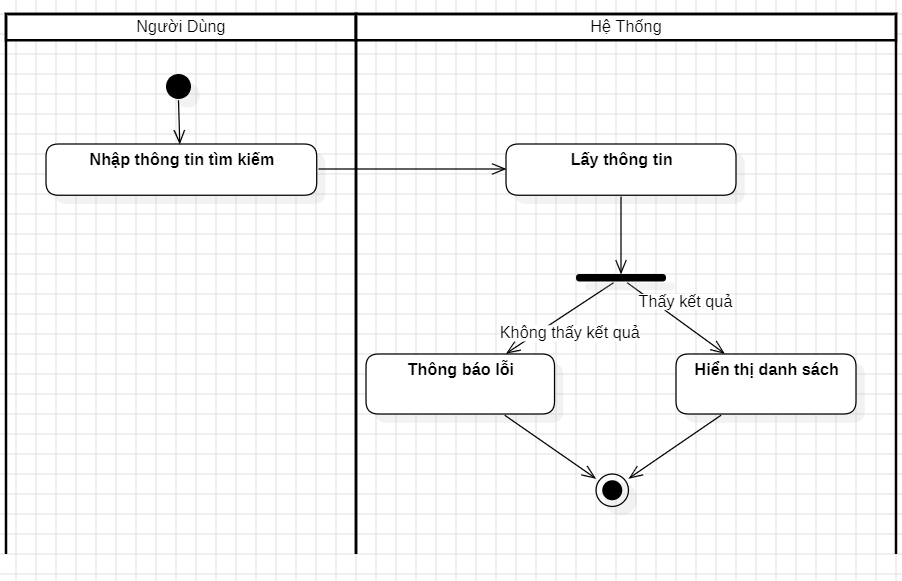 Người Dùng
Hệ Thống
Nhập thông tin tìm kiếm
Lấy thông tin
Thấy kết quả
Không thấy kết quả
Thông báo lỗi
Hiển thị danh sách